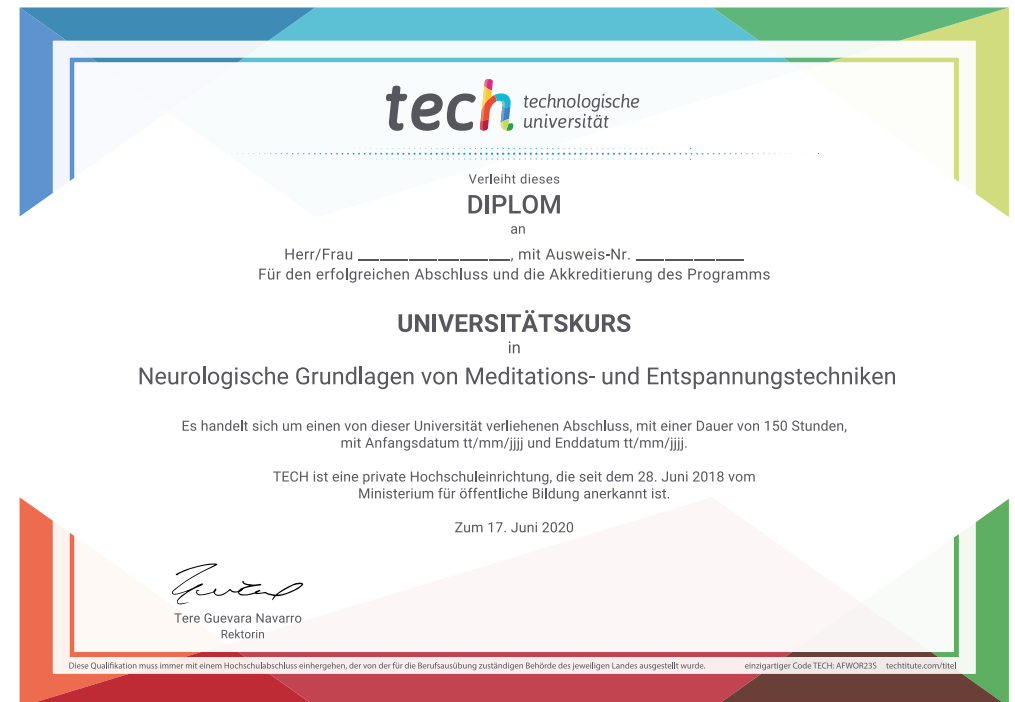 tech technologische
universität
Verleiht dieses
DIPLOM
an
Herr/Frau ____________________, mit Ausweis-Nr. ______________
Für den erfolgreichen Abschluss und die Akkreditierung des Programms
UNIVERSITÄTSKURS
in
Neurologische Grundlagen von Meditations- und Entspannungstechniken
Es handelt sich um einen von dieser Universität verliehenen Abschluss, mit einer Dauer von 150 Stunden,
mit Anfangsdatum tt/mm/jjjj und Enddatum tt/mm/jjjj.
TECH ist eine private Hochschuleinrichtung, die seit dem 28. Juni 2018 vom
Ministerium für öffentliche Bildung anerkannt ist.
Zum 17. Juni 2020
Tere Guevara Navarro
Rektorin
Diese Qualifikation muss immer mit einem Hochschulabschluss einhergehen, der von der für die Berufsausübung zuständigen Behörde des jeweiligen Landes ausgestellt wurde. einzigartiger Code TECH: AFWOR23S techtitute.com/titel